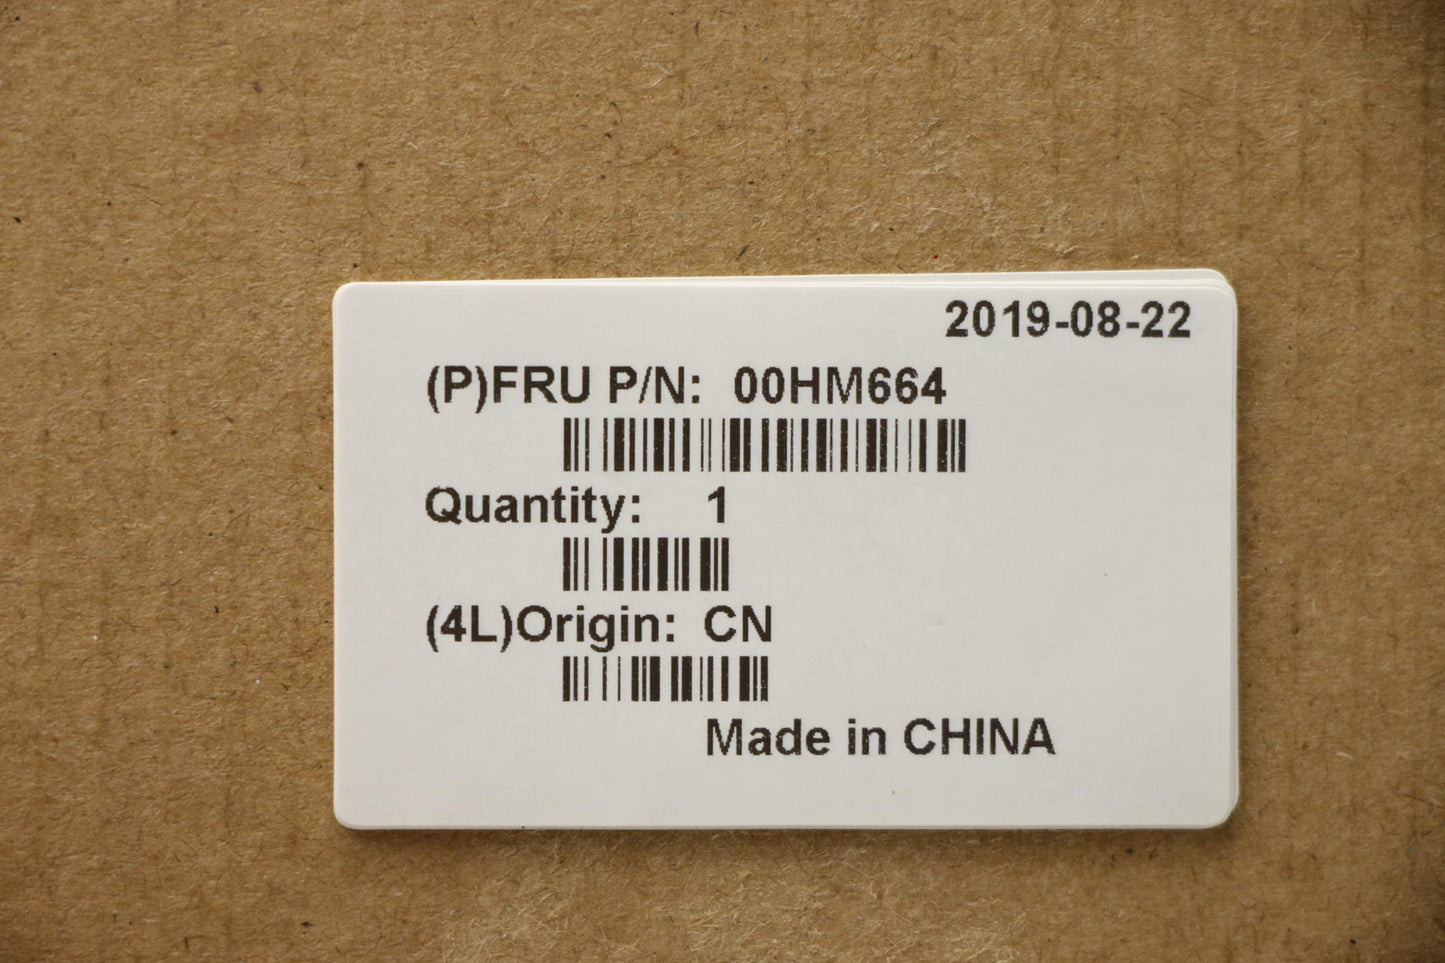 2019-08-22
(P)FRU P/N: 00HM664
Quantity: 1
(4L)Origin: CN
Made in CHINA